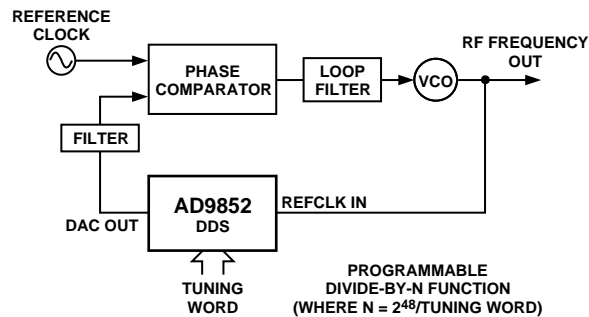 REFERENCE
CLOCK
PHASE
COMPARATOR
LOOP
FILTER
VCO
RF FREQUENCY
OUT
FILTER
DAC OUT
AD9852
DDS
REFCLK IN
TUNING
WORD
PROGRAMMABLE
DIVIDE-BY-N FUNCTION
(WHERE N = 2⁴⁸/TUNING WORD)